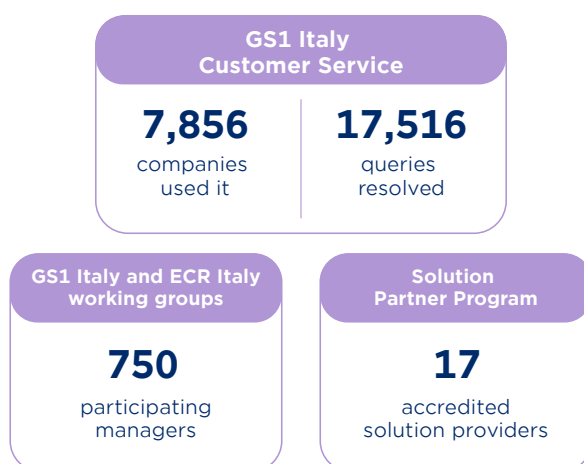 GS1 Italy
Customer Service
7,856
companies
used it
17,516
queries
resolved
GS1 Italy and ECR Italy
working groups
750
participating
managers
Solution
Partner Program
17
accredited
solution providers